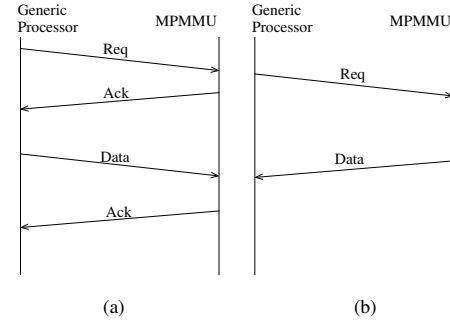 Generic
Processor
MPMMU
Req
Ack
Data
Ack
(a)
Generic
Processor
MPMMU
Req
Data
(b)